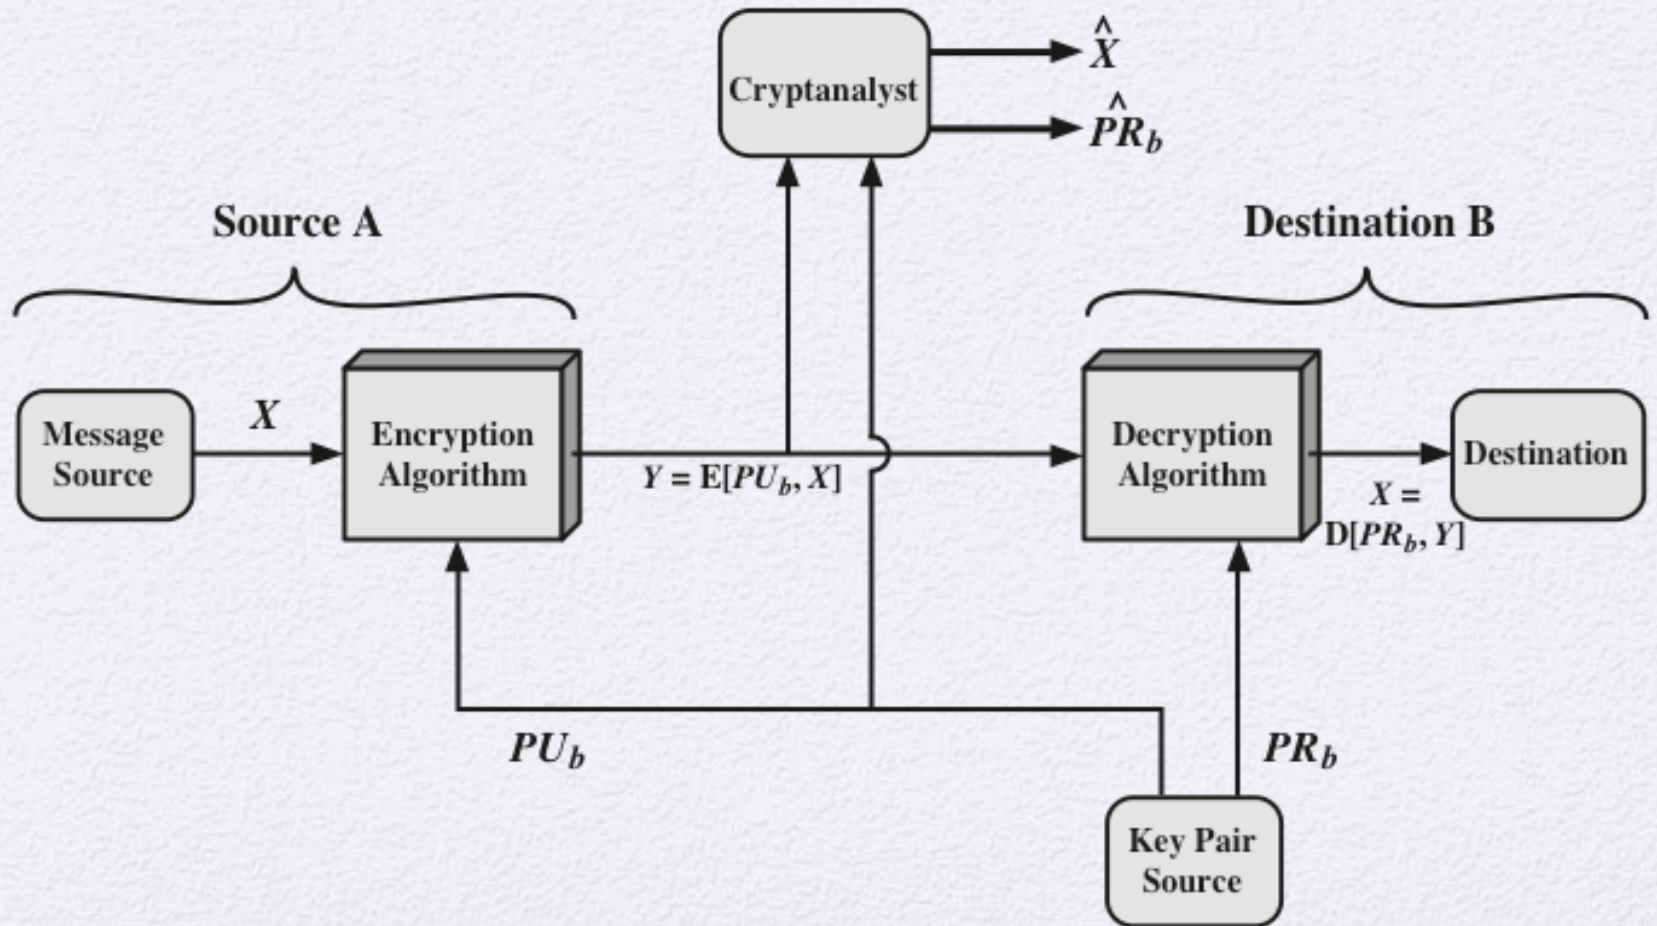 Cryptanalyst
X̂
P̂R_b
Source A
Destination B
Message
Source
X
Encryption
Algorithm
Y = E[PU_b, X]
Decryption
Algorithm
X =
D[PR_b, Y]
Destination
PU_b
PR_b
Key Pair
Source